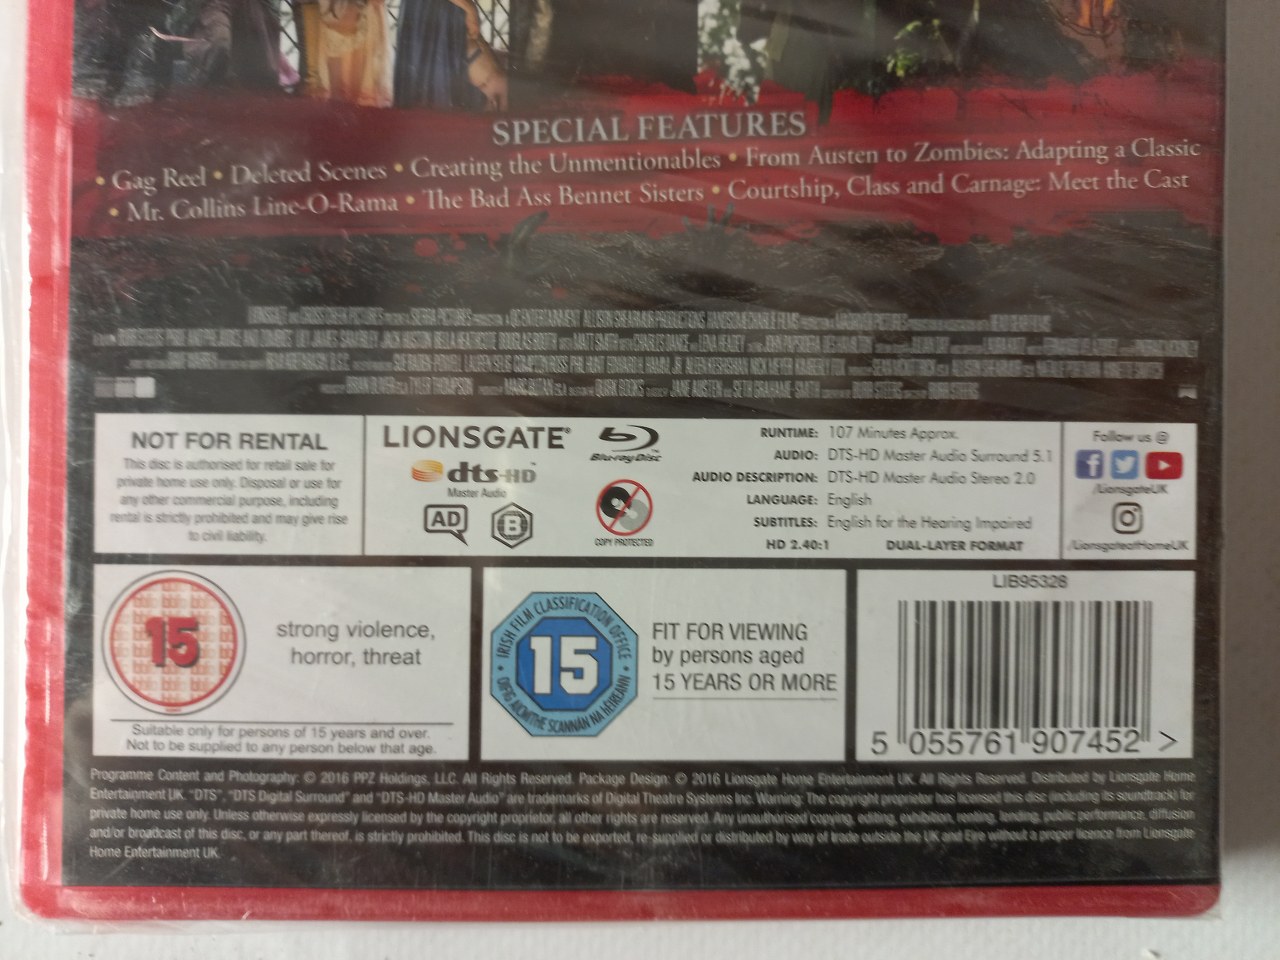 SPECIAL FEATURES
• Gag Reel • Deleted Scenes • Creating the Unmentionables • From Austen to Zombies: Adapting a Classic
• Mr. Collins Line-O-Rama • The Bad Ass Bennet Sisters • Courtship, Class and Carnage: Meet the Cast
NOT FOR RENTAL
This disc is authorised for retail sale for
private home use only. Disposal or use for
any other commercial purpose, including
rental is strictly prohibited and may give rise
to civil liability.
LIONSGATE®
Blu-ray Disc™
dts-HD™
Master Audio
AD
B
COPY PROTECTED
RUNTIME: 107 Minutes Approx.
AUDIO: DTS-HD Master Audio Surround 5.1
AUDIO DESCRIPTION: DTS-HD Master Audio Stereo 2.0
LANGUAGE: English
SUBTITLES: English for the Hearing Impaired
HD 2.40:1 DUAL-LAYER FORMAT
Follow us @
/LionsgateUK
/LionsgateatHomeUK
15
strong violence,
horror, threat
Suitable only for persons of 15 years and over.
Not to be supplied to any person below that age.
IRISH FILM CLASSIFICATION OFFICE
15
OIFIG AICMITHE SCANNÁN NA hÉIREANN
FIT FOR VIEWING
by persons aged
15 YEARS OR MORE
LIB95328
5 055761 907452 >
Programme Content and Photography: © 2016 PPZ Holdings, LLC. All Rights Reserved. Package Design: © 2016 Lionsgate Home Entertainment UK. All Rights Reserved. Distributed by Lionsgate Home
Entertainment UK. "DTS", "DTS Digital Surround" and "DTS-HD Master Audio" are trademarks of Digital Theatre Systems Inc. Warning: The copyright proprietor has licensed this disc (including its soundtrack) for
private home use only. Unless otherwise expressly licensed by the copyright proprietor, all other rights are reserved. Any unauthorised copying, editing, exhibition, renting, lending, public performance, diffusion
and/or broadcast of this disc, or any part thereof, is strictly prohibited. This disc is not to be exported, re-supplied or distributed by way of trade outside the UK and Eire without a proper licence from Lionsgate
Home Entertainment UK.